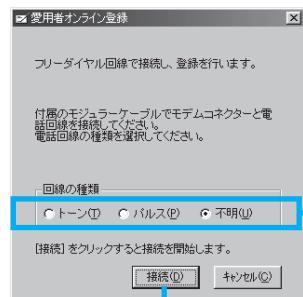 愛用者オンライン登録
フリーダイヤル回線で接続し、登録を行います。
付属のモジュラーケーブルでモデムコネクターと電
話回線を接続してください。
電話回線の種類を選択してください。
回線の種類
トーン(T) パルス(P) 不明(U)
[接続] をクリックすると接続を開始します。
接続(D) キャンセル(C)